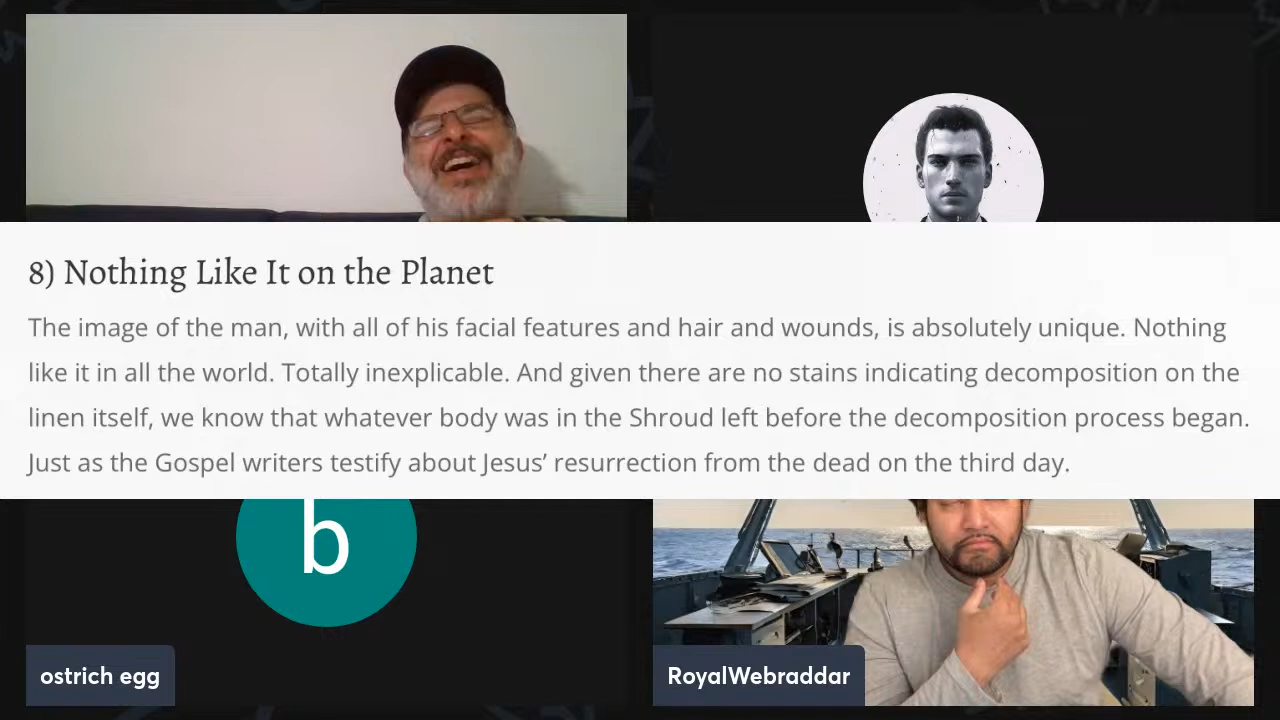 8) Nothing Like It on the Planet
The image of the man, with all of his facial features and hair and wounds, is absolutely unique. Nothing
like it in all the world. Totally inexplicable. And given there are no stains indicating decomposition on the
linen itself, we know that whatever body was in the Shroud left before the decomposition process began.
Just as the Gospel writers testify about Jesus’ resurrection from the dead on the third day.
b
ostrich egg
RoyalWebraddar